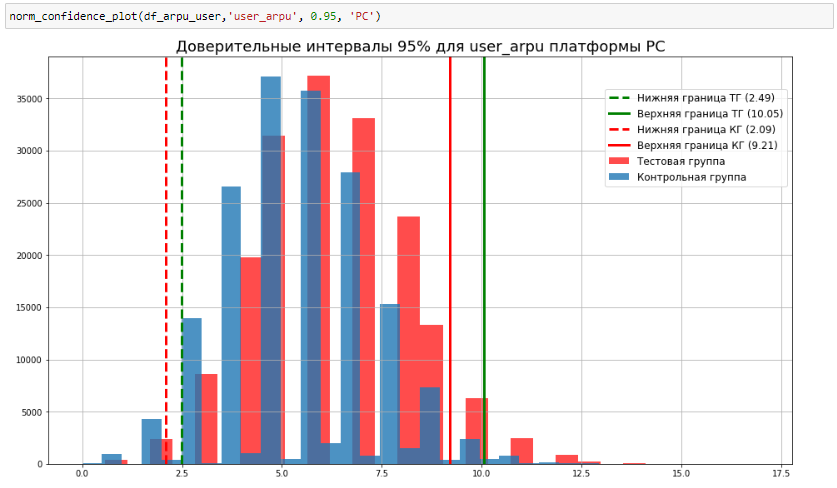 norm_confidence_plot(df_arpu_user,'user_arpu', 0.95, 'PC')
Доверительные интервалы 95% для user_arpu платформы PC
Нижняя граница ТГ (2.49)
Верхняя граница ТГ (10.05)
Нижняя граница КГ (2.09)
Верхняя граница КГ (9.21)
Тестовая группа
Контрольная группа
35000
30000
25000
20000
15000
10000
5000
0
0.0 2.5 5.0 7.5 10.0 12.5 15.0 17.5